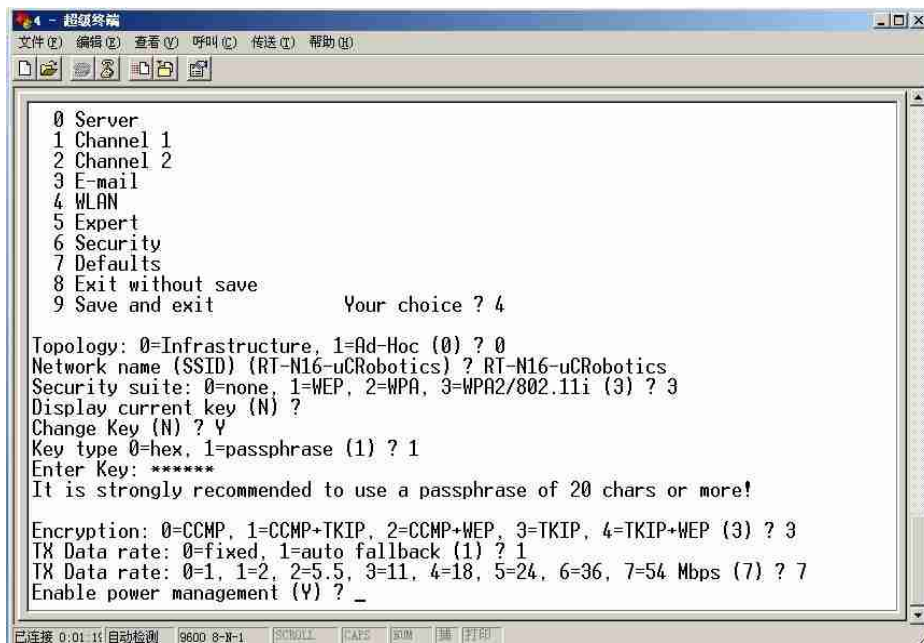 4 - 超级终端
文件(F) 编辑(E) 查看(V) 呼叫(C) 传送(T) 帮助(H)
0 Server
1 Channel 1
2 Channel 2
3 E-mail
4 WLAN
5 Expert
6 Security
7 Defaults
8 Exit without save
9 Save and exit Your choice ? 4
Topology: 0=Infrastructure, 1=Ad-Hoc (0) ? 0
Network name (SSID) (RT-N16-uCRobotics) ? RT-N16-uCRobotics
Security suite: 0=none, 1=WEP, 2=WPA, 3=WPA2/802.11i (3) ? 3
Display current key (N) ?
Change Key (N) ? Y
Key type 0=hex, 1=passphrase (1) ? 1
Enter Key: ******
It is strongly recommended to use a passphrase of 20 chars or more!
Encryption: 0=CCMP, 1=CCMP+TKIP, 2=CCMP+WEP, 3=TKIP, 4=TKIP+WEP (3) ? 3
TX Data rate: 0=fixed, 1=auto fallback (1) ? 1
TX Data rate: 0=1, 1=2, 2=5.5, 3=11, 4=18, 5=24, 6=36, 7=54 Mbps (7) ? 7
Enable power management (Y) ? _
已连接 0:01:19 自动检测 9600 8-N-1 SCROLL CAPS NUM 捕 打印